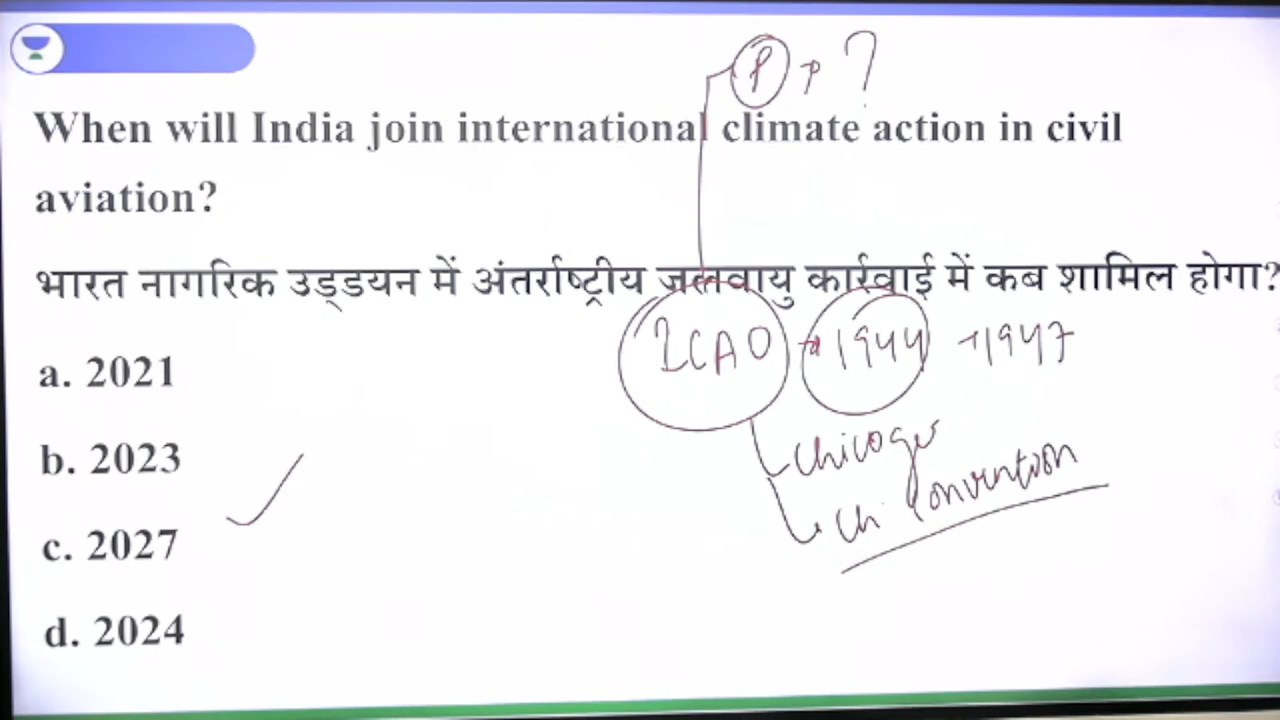 P → ?
When will India join international climate action in civil
aviation?
भारत नागरिक उड्डयन में अंतर्राष्ट्रीय जलवायु कार्रवाई में कब शामिल होगा?
ICAO → 1944 → 1947
a. 2021
Chicago
b. 2023
Ch Convention
c. 2027
d. 2024